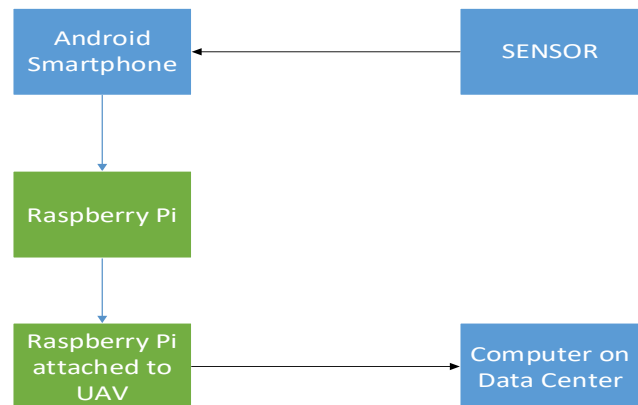 Android
Smartphone
SENSOR
Raspberry Pi
Raspberry Pi
attached to
UAV
Computer on
Data Center